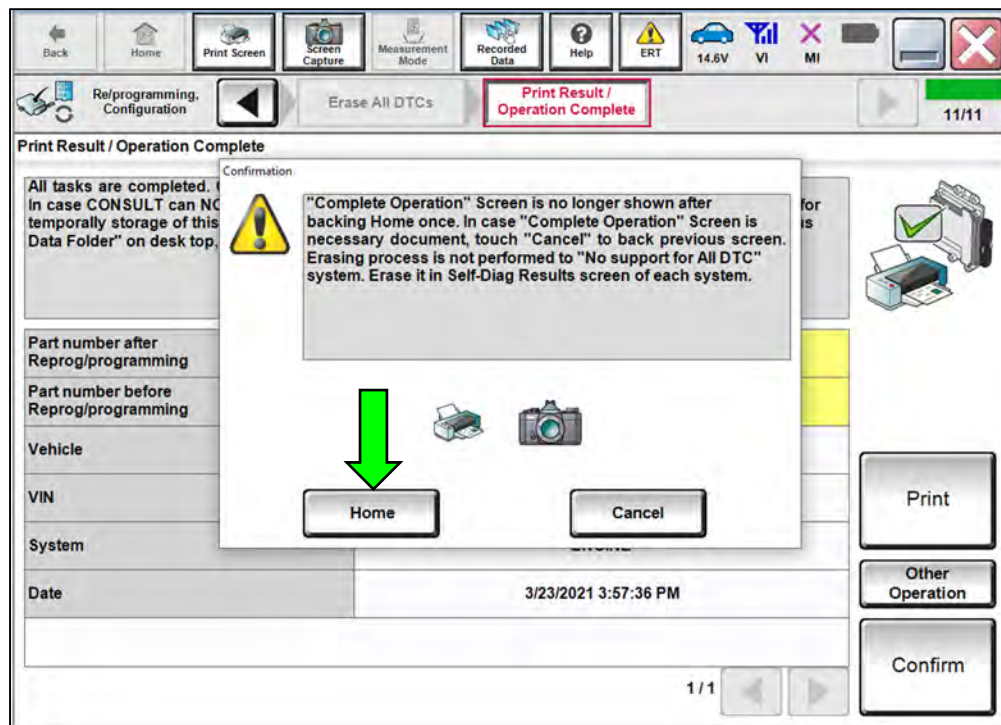 Back
Home
Print Screen
Screen
Capture
Measurement
Mode
Recorded
Data
Help
ERT
14.6V
VI
MI
Re/programming,
Configuration
Erase All DTCs
Print Result /
Operation Complete
11/11
Print Result / Operation Complete
All tasks are completed.
In case CONSULT can NO
temporally storage of this
Data Folder" on desk top,
for
Confirmation
"Complete Operation" Screen is no longer shown after
backing Home once. In case "Complete Operation" Screen is
necessary document, touch "Cancel" to back previous screen.
Erasing process is not performed to "No support for All DTC"
system. Erase it in Self-Diag Results screen of each system.
Home
Cancel
Part number after
Reprog/programming
Part number before
Reprog/programming
Vehicle
VIN
System
Date
3/23/2021 3:57:36 PM
1/1
Print
Other
Operation
Confirm